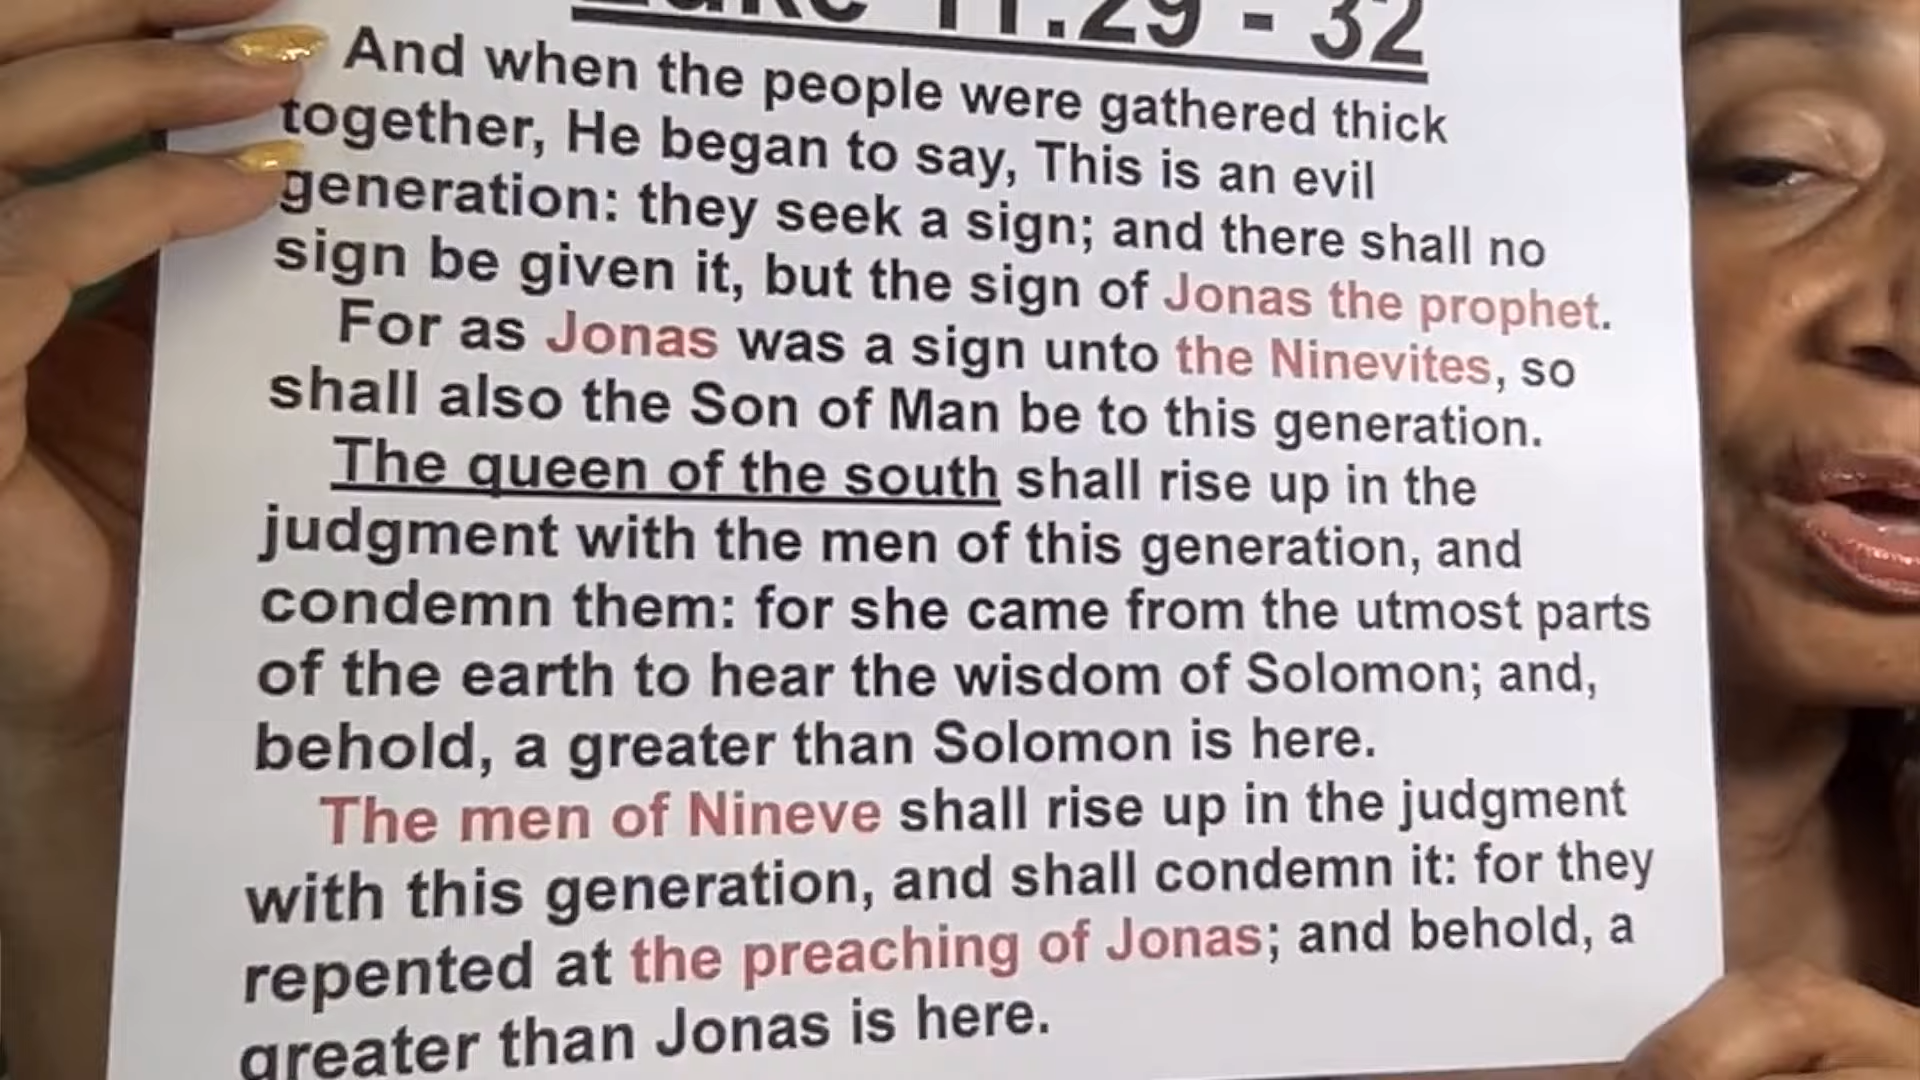 Luke 11:29 - 32
And when the people were gathered thick
together, He began to say, This is an evil
generation: they seek a sign; and there shall no
sign be given it, but the sign of Jonas the prophet.
For as Jonas was a sign unto the Ninevites, so
shall also the Son of Man be to this generation.
The queen of the south shall rise up in the
judgment with the men of this generation, and
condemn them: for she came from the utmost parts
of the earth to hear the wisdom of Solomon; and,
behold, a greater than Solomon is here.
The men of Nineve shall rise up in the judgment
with this generation, and shall condemn it: for they
repented at the preaching of Jonas; and behold, a
greater than Jonas is here.